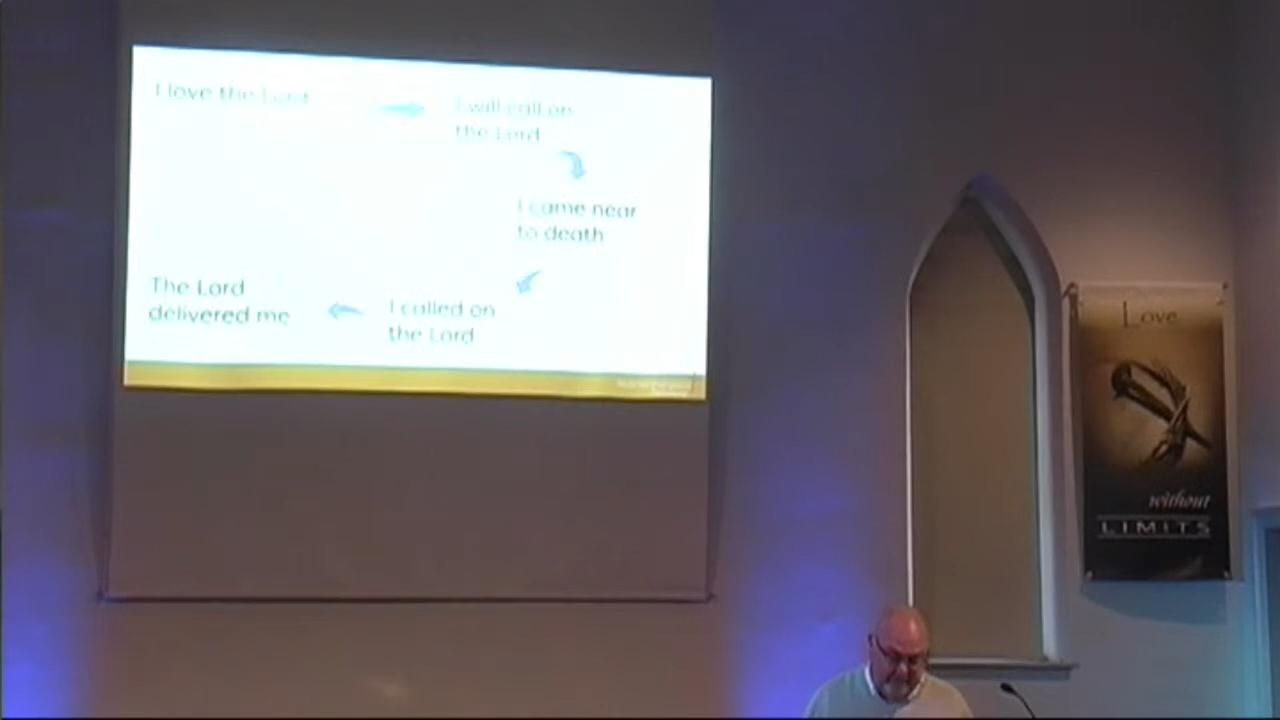 I love the Lord
I will call on
the Lord
I came near
to death
I called on
the Lord
The Lord
delivered me
Love
without
LIMITS